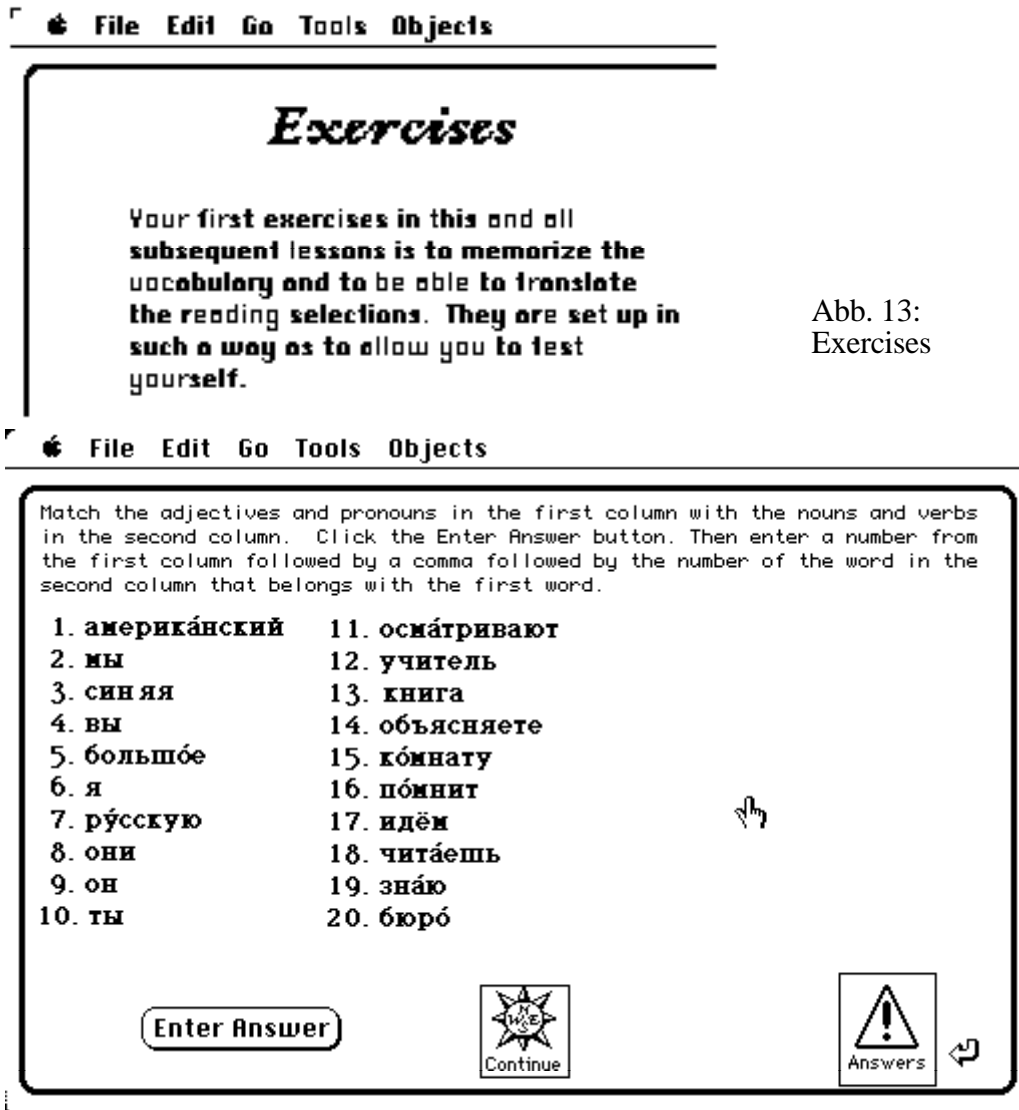 File Edit Go Tools Objects
Exercises
Your first exercises in this and all
subsequent lessons is to memorize the
vocabulary and to be able to translate
the reading selections. They are set up in
such a way as to allow you to test
yourself.
Abb. 13:
Exercises
File Edit Go Tools Objects
Match the adjectives and pronouns in the first column with the nouns and verbs
in the second column. Click the Enter Answer button. Then enter a number from
the first column followed by a comma followed by the number of the word in the
second column that belongs with the first word.
1. америка́нский 11. осма́тривают
2. мы 12. учитель
3. синяя 13. книга
4. вы 14. объясняете
5. большо́е 15. ко́мнату
6. я 16. по́мнит
7. ру́сскую 17. идём
8. они 18. чита́ешь
9. он 19. зна́ю
10. ты 20. бюро́
Enter Answer
N W E S
Continue
Answers